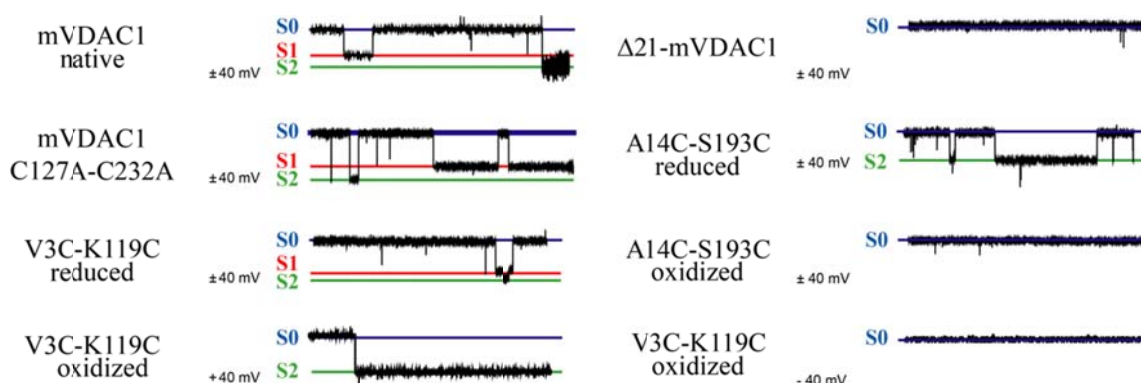 mVDAC1
native
± 40 mV
S0
S1
S2
mVDAC1
C127A-C232A
± 40 mV
S0
S1
S2
V3C-K119C
reduced
± 40 mV
S0
S1
S2
V3C-K119C
oxidized
+ 40 mV
S0
S2
Δ21-mVDAC1
± 40 mV
S0
A14C-S193C
reduced
± 40 mV
S0
S2
A14C-S193C
oxidized
± 40 mV
S0
V3C-K119C
oxidized
- 40 mV
S0